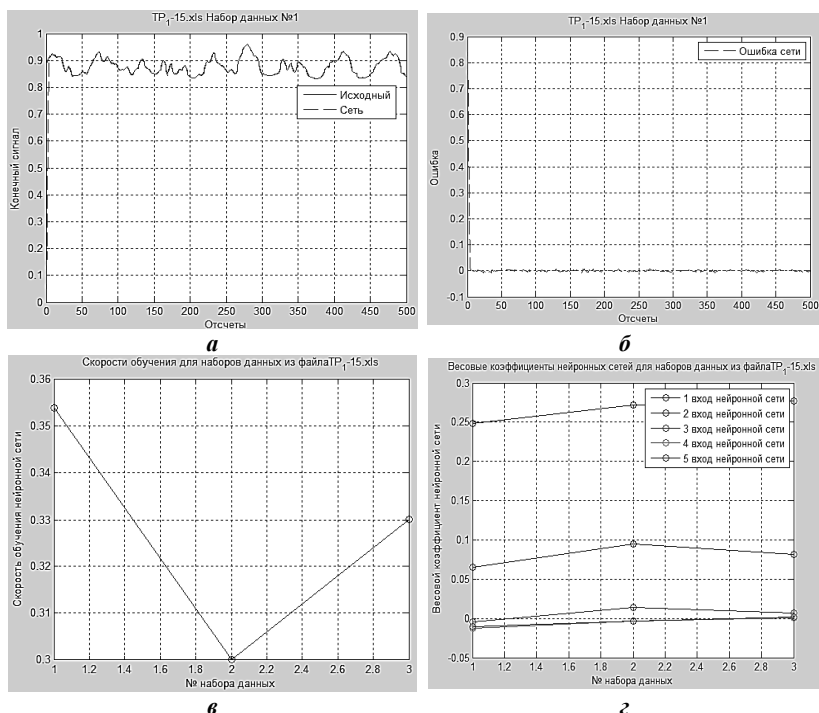 TP1-15.xls Набор данных №1
Конечный сигнал
1
0.9
0.8
0.7
0.6
0.5
0.4
0.3
0.2
0.1
0
Исходный
Сеть
0 50 100 150 200 250 300 350 400 450 500
Отсчеты
а
TP1-15.xls Набор данных №1
Ошибка
0.9
0.8
0.7
0.6
0.5
0.4
0.3
0.2
0.1
0
-0.1
Ошибка сети
0 50 100 150 200 250 300 350 400 450 500
Отсчеты
б
Скорости обучения для наборов данных из файлаTP1-15.xls
Скорость обучения нейронной сети
0.36
0.35
0.34
0.33
0.32
0.31
0.3
1 1.2 1.4 1.6 1.8 2 2.2 2.4 2.6 2.8 3
№ набора данных
в
Весовые коэффициенты нейронных сетей для наборов данных из файлаTP1-15.xls
Весовой коэффициент нейронной сети
0.3
0.25
0.2
0.15
0.1
0.05
0
-0.05
1 вход нейронной сети
2 вход нейронной сети
3 вход нейронной сети
4 вход нейронной сети
5 вход нейронной сети
1 1.2 1.4 1.6 1.8 2 2.2 2.4 2.6 2.8 3
№ набора данных
г